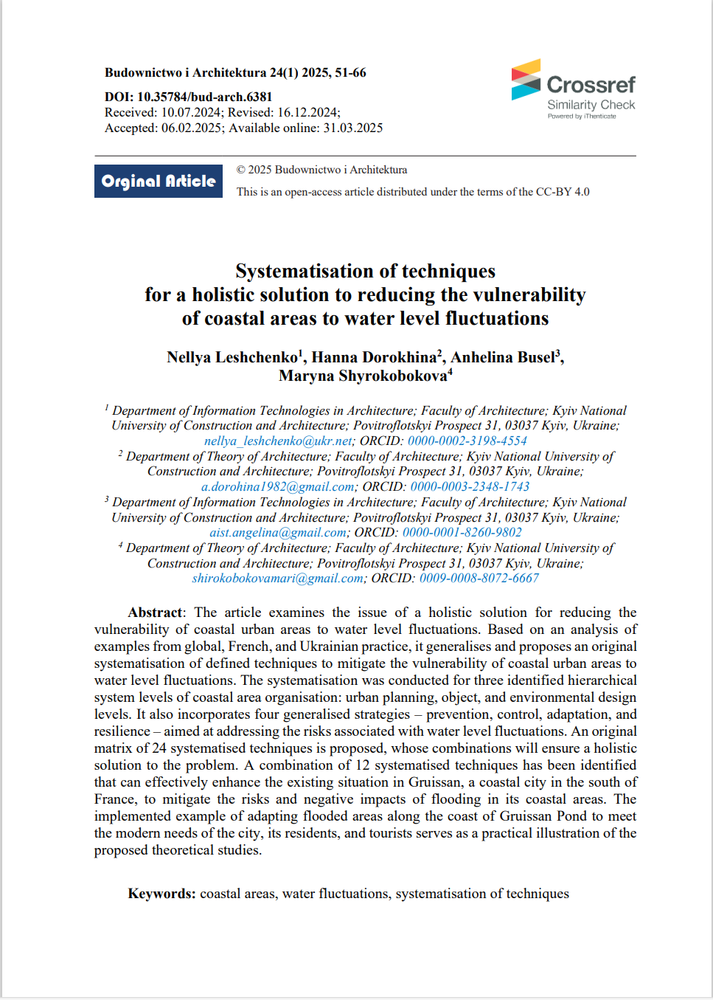 Budownictwo i Architektura 24(1) 2025, 51-66
DOI: 10.35784/bud-arch.6381
Received: 10.07.2024; Revised: 16.12.2024;
Accepted: 06.02.2025; Available online: 31.03.2025
Crossref
Similarity Check
Powered by iThenticate
Orginal Article
© 2025 Budownictwo i Architektura
This is an open-access article distributed under the terms of the CC-BY 4.0
Systematisation of techniques
for a holistic solution to reducing the vulnerability
of coastal areas to water level fluctuations
Nellya Leshchenko1, Hanna Dorokhina2, Anhelina Busel3,
Maryna Shyrokobokova4
1 Department of Information Technologies in Architecture; Faculty of Architecture; Kyiv National
University of Construction and Architecture; Povitroflotskyi Prospect 31, 03037 Kyiv, Ukraine;
nellya_leshchenko@ukr.net; ORCID: 0000-0002-3198-4554
2 Department of Theory of Architecture; Faculty of Architecture; Kyiv National University of
Construction and Architecture; Povitroflotskyi Prospect 31, 03037 Kyiv, Ukraine;
a.dorohina1982@gmail.com; ORCID: 0000-0003-2348-1743
3 Department of Information Technologies in Architecture; Faculty of Architecture; Kyiv National
University of Construction and Architecture; Povitroflotskyi Prospect 31, 03037 Kyiv, Ukraine;
aist.angelina@gmail.com; ORCID: 0000-0001-8260-9802
4 Department of Theory of Architecture; Faculty of Architecture; Kyiv National University of
Construction and Architecture; Povitroflotskyi Prospect 31, 03037 Kyiv, Ukraine;
shirokobokovamari@gmail.com; ORCID: 0009-0008-8072-6667
Abstract: The article examines the issue of a holistic solution for reducing the
vulnerability of coastal urban areas to water level fluctuations. Based on an analysis of
examples from global, French, and Ukrainian practice, it generalises and proposes an original
systematisation of defined techniques to mitigate the vulnerability of coastal urban areas to
water level fluctuations. The systematisation was conducted for three identified hierarchical
system levels of coastal area organisation: urban planning, object, and environmental design
levels. It also incorporates four generalised strategies – prevention, control, adaptation, and
resilience – aimed at addressing the risks associated with water level fluctuations. An original
matrix of 24 systematised techniques is proposed, whose combinations will ensure a holistic
solution to the problem. A combination of 12 systematised techniques has been identified
that can effectively enhance the existing situation in Gruissan, a coastal city in the south of
France, to mitigate the risks and negative impacts of flooding in its coastal areas. The
implemented example of adapting flooded areas along the coast of Gruissan Pond to meet
the modern needs of the city, its residents, and tourists serves as a practical illustration of the
proposed theoretical studies.
Keywords: coastal areas, water fluctuations, systematisation of techniques